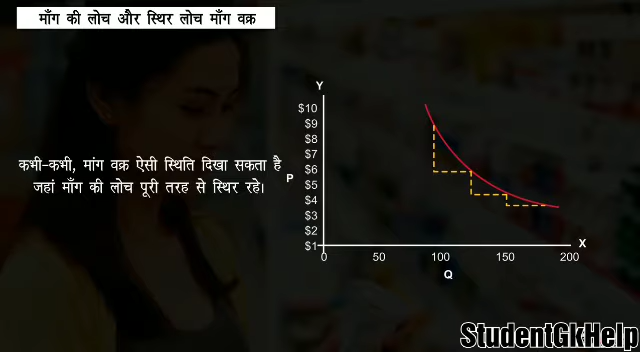 माँग की लोच और स्थिर लोच माँग वक्र
कभी-कभी, मांग वक्र ऐसी स्थिति दिखा सकता है
जहां माँग की लोच पूरी तरह से स्थिर रहे।
Y
$10
$9
$8
$7
$6
$5
$4
$3
$2
$1
P
0
50
100
150
200
X
Q
StudentGkHelp